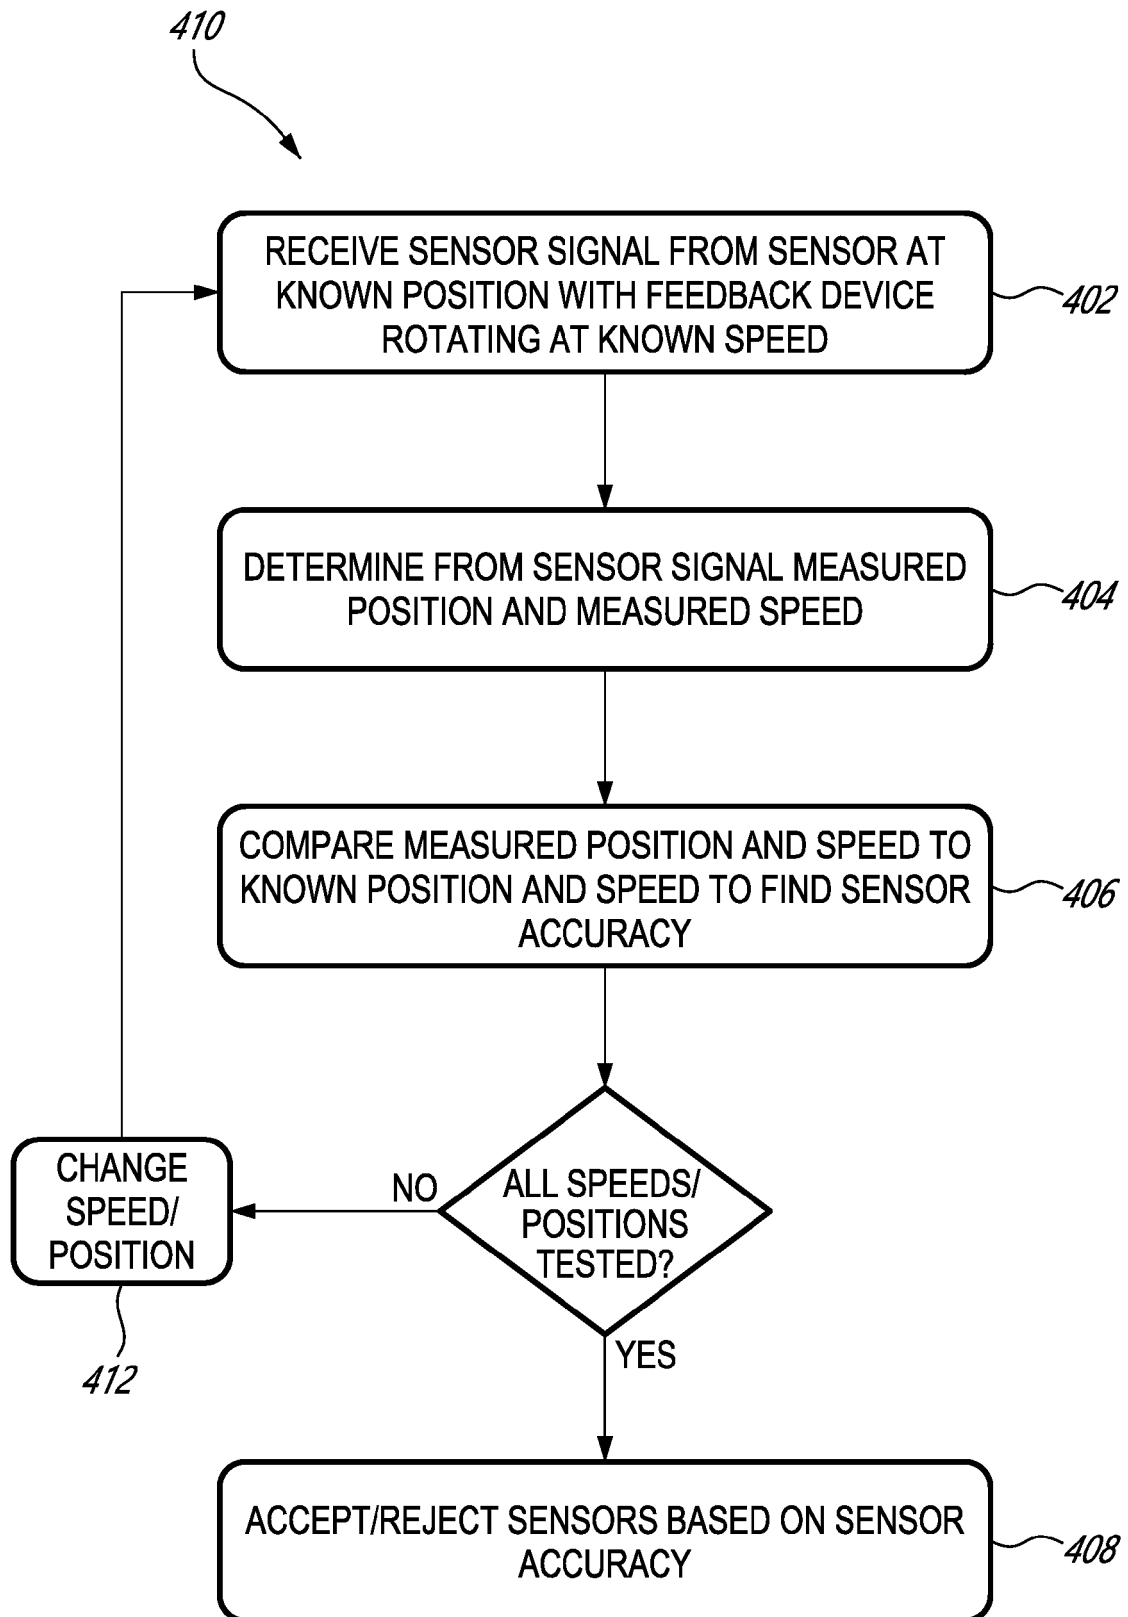 410
RECEIVE SENSOR SIGNAL FROM SENSOR AT
KNOWN POSITION WITH FEEDBACK DEVICE
ROTATING AT KNOWN SPEED
402
DETERMINE FROM SENSOR SIGNAL MEASURED
POSITION AND MEASURED SPEED
404
COMPARE MEASURED POSITION AND SPEED TO
KNOWN POSITION AND SPEED TO FIND SENSOR
ACCURACY
406
ALL SPEEDS/
POSITIONS
TESTED?
NO
CHANGE
SPEED/
POSITION
412
YES
ACCEPT/REJECT SENSORS BASED ON SENSOR
ACCURACY
408